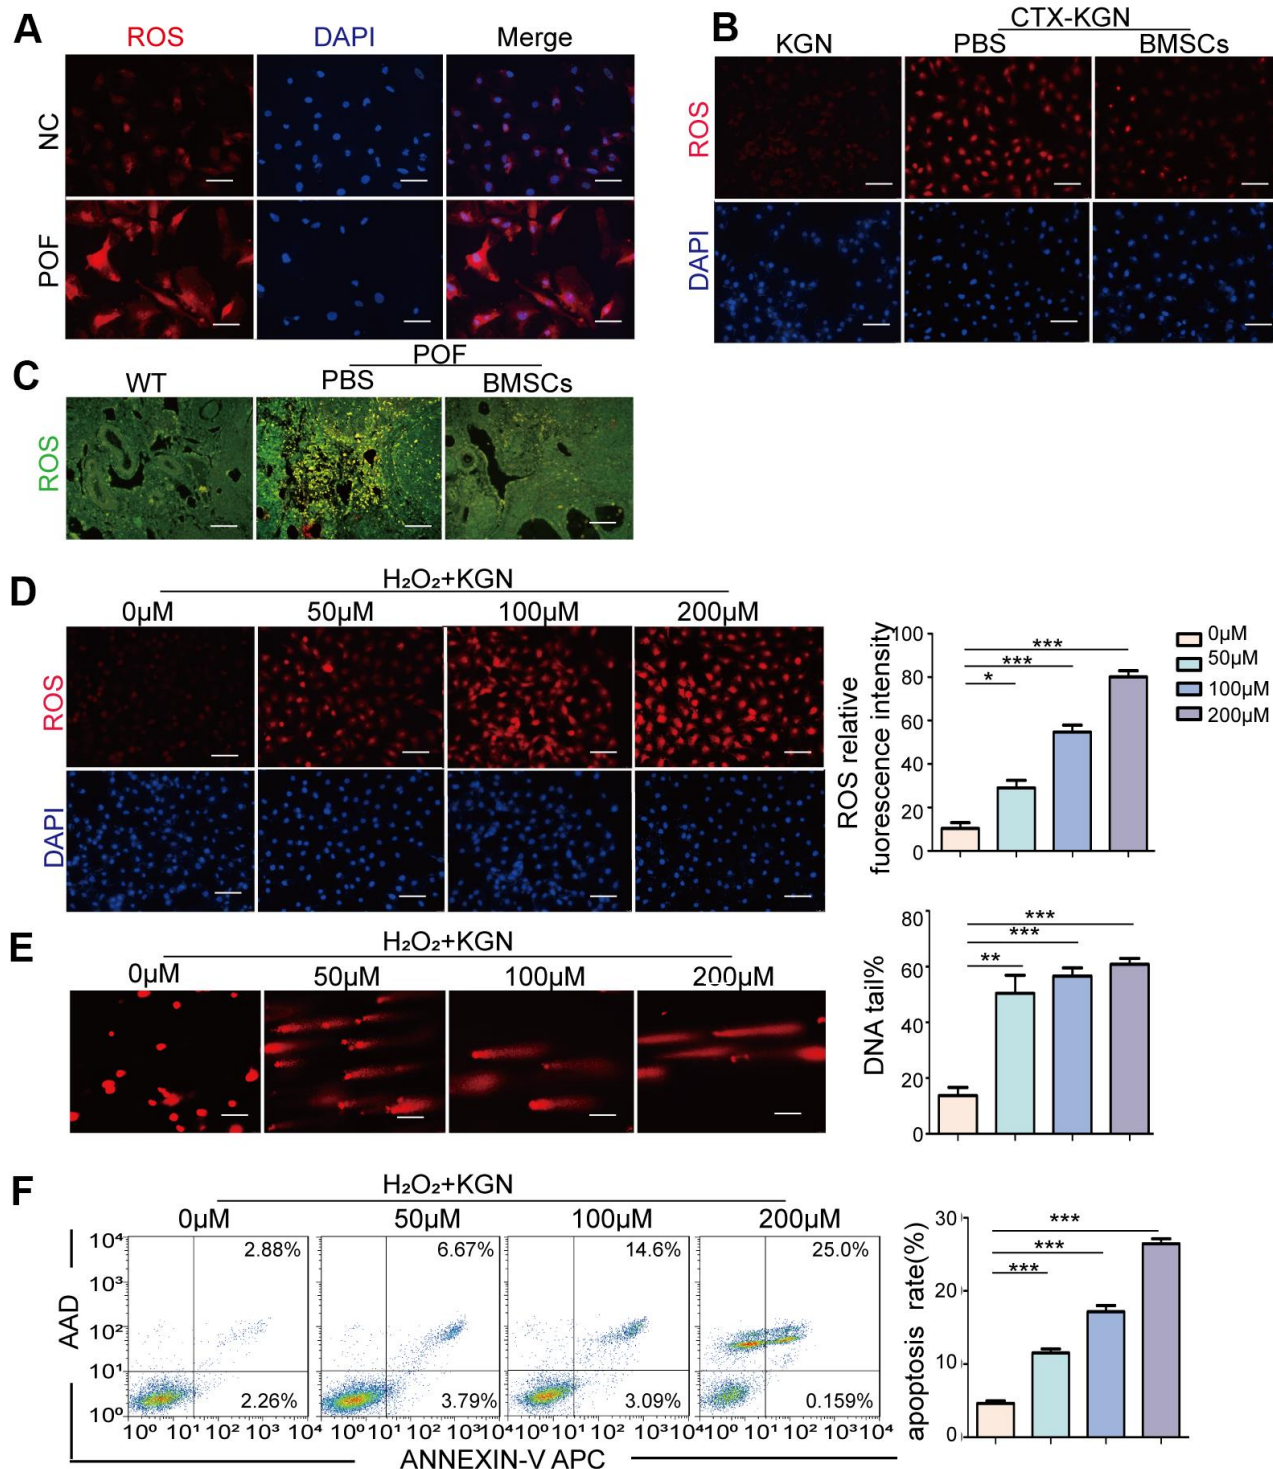 A
ROS DAPI Merge
NC
POF
B
CTX-KGN
KGN PBS BMSCs
ROS
DAPI
C
POF
WT PBS BMSCs
ROS
D
H₂O₂+KGN
0μM 50μM 100μM 200μM
ROS
DAPI
ROS relative
fuorescence intensity
100
80
60
40
20
0
* *** ***
0μM
50μM
100μM
200μM
E
H₂O₂+KGN
0μM 50μM 100μM 200μM
DNA tail%
80
60
40
20
0
** *** ***
F
H₂O₂+KGN
0μM 50μM 100μM 200μM
AAD
10⁴
10³
10²
10¹
10⁰
2.88% 6.67% 14.6% 25.0%
2.26% 3.79% 3.09% 0.159%
10⁰ 10¹ 10² 10³ 10⁴
10⁰ 10¹ 10² 10³ 10⁴
10⁰ 10¹ 10² 10³ 10⁴
10⁰ 10¹ 10² 10³ 10⁴
ANNEXIN-V APC
apoptosis rate(%)
30
20
10
0
*** *** ***